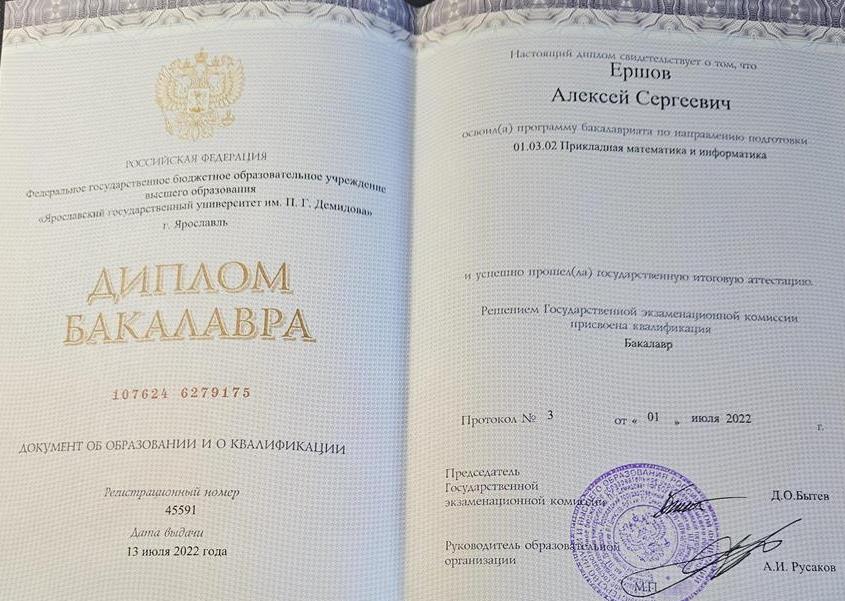 РОССИЙСКАЯ ФЕДЕРАЦИЯ
Федеральное государственное бюджетное образовательное учреждение
высшего образования
«Ярославский государственный университет им. П. Г. Демидова»
г. Ярославль
ДИПЛОМ
БАКАЛАВРА
107624 6279175
ДОКУМЕНТ ОБ ОБРАЗОВАНИИ И О КВАЛИФИКАЦИИ
Регистрационный номер
45591
Дата выдачи
13 июля 2022 года
Настоящий диплом свидетельствует о том, что
Ершов
Алексей Сергеевич
освоил(а) программу бакалавриата по направлению подготовки
01.03.02 Прикладная математика и информатика
и успешно прошел(ла) государственную итоговую аттестацию.
Решением Государственной экзаменационной комиссии
присвоена квалификация
Бакалавр
Протокол № 3 от « 01 » июля 2022 г.
Председатель
Государственной
экзаменационной комиссии
Д.О.Бытев
Руководитель образовательной
организации
А.И. Русаков
М.П.